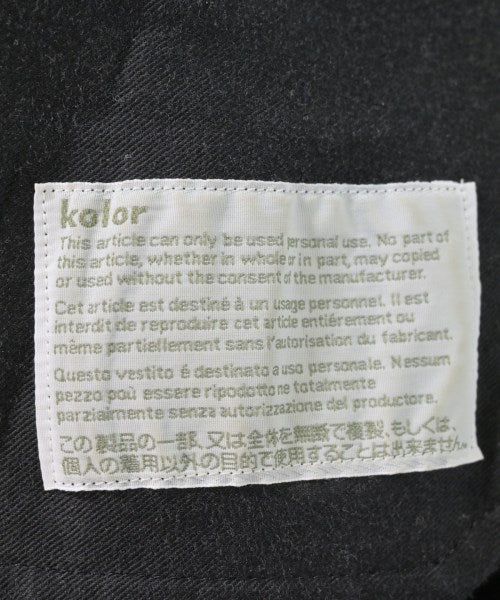 kolor
This article can only be used personal use. No part of
this article, whether in whole or in part, may copied
or used without the consent of the manufacturer.
Cet article est destiné à un usage personnel. Il est
interdit de reproduire cet article entiérement ou
même partiellement sans l'autorisation du fabricant.
Questo vestito é destinato a uso personale. Nessum
pezzo poù essere ripodotto ne totalmente
parzialmente senza autorizzazione del productore.
この製品の一部、又は全体を無断で複製、もしくは、
個人の着用以外の目的で使用することは出来ません。